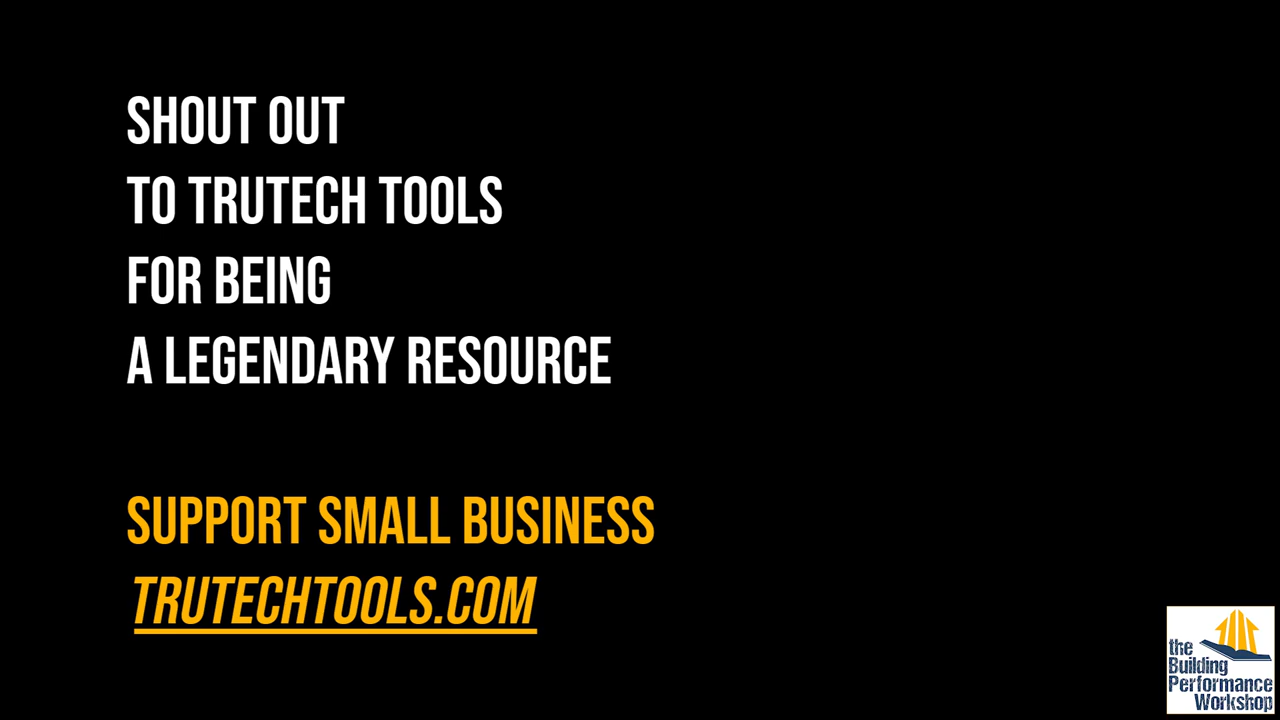 SHOUT OUT
TO TRUTECH TOOLS
FOR BEING
A LEGENDARY RESOURCE
SUPPORT SMALL BUSINESS
TRUTECHTOOLS.COM
the
Building
Performance
Workshop